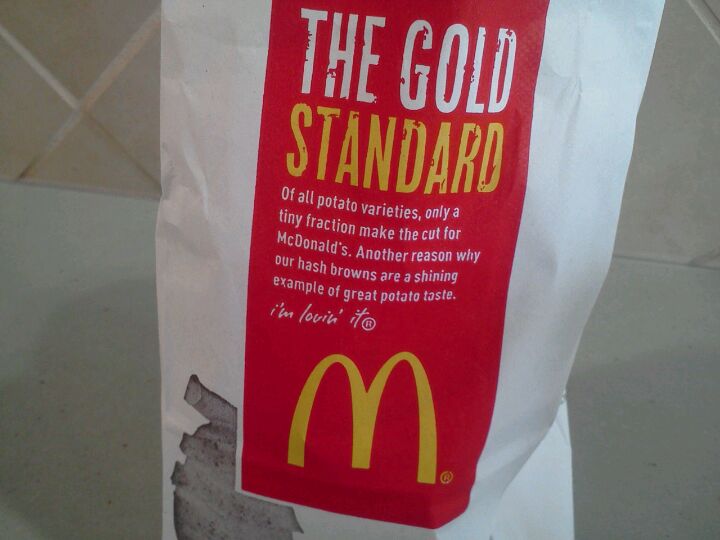 THE GOLD
STANDARD
Of all potato varieties, only a
tiny fraction make the cut for
McDonald's. Another reason why
our hash browns are a shining
example of great potato taste.
i'm lovin' it®
M®